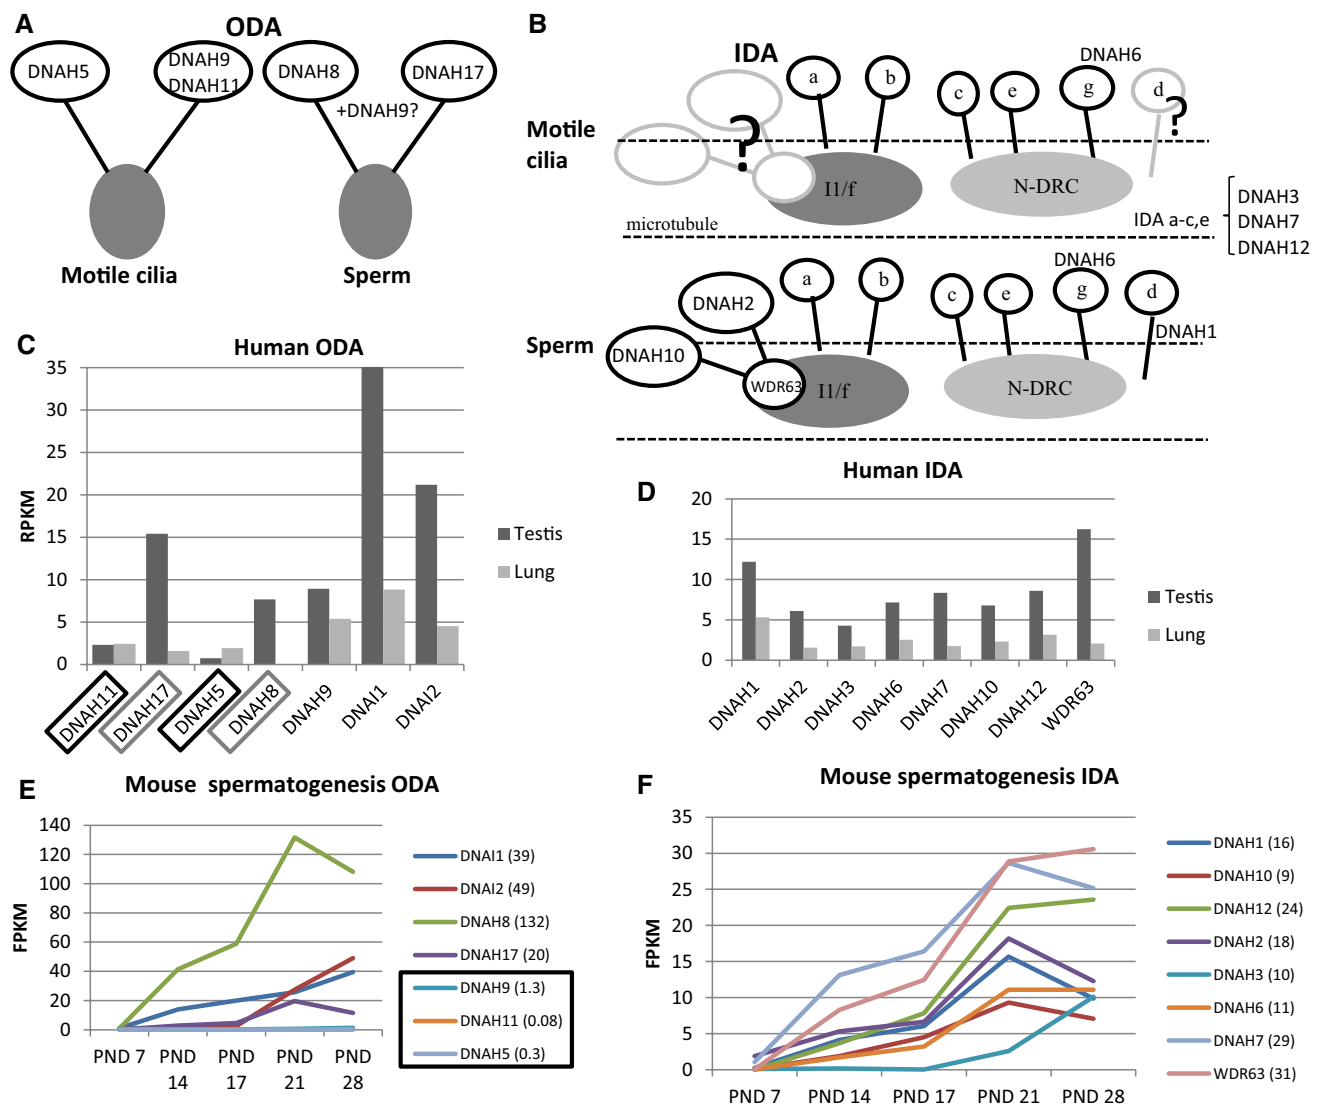 A
ODA
DNAH5
DNAH9
DNAH11
DNAH8
DNAH17
+DNAH9?
Motile cilia
Sperm
B
IDA
DNAH6
a
b
c
e
g
d
?
?
Motile
cilia
I1/f
N-DRC
microtubule
IDA a-c,e
DNAH3
DNAH7
DNAH12
DNAH6
a
b
c
e
g
d
DNAH2
DNAH1
Sperm
DNAH10
WDR63
I1/f
N-DRC
C
Human ODA
35
30
25
20
15
10
5
0
RPKM
DNAH11
DNAH17
DNAH5
DNAH8
DNAH9
DNAI1
DNAI2
Testis
Lung
D
Human IDA
20
15
10
5
0
DNAH1
DNAH2
DNAH3
DNAH6
DNAH7
DNAH10
DNAH12
WDR63
Testis
Lung
E
Mouse spermatogenesis ODA
140
120
100
80
60
40
20
0
FPKM
PND 7
PND
14
PND
17
PND
21
PND
28
DNAI1 (39)
DNAI2 (49)
DNAH8 (132)
DNAH17 (20)
DNAH9 (1.3)
DNAH11 (0.08)
DNAH5 (0.3)
F
Mouse spermatogenesis IDA
35
30
25
20
15
10
5
0
FPKM
PND 7
PND 14
PND 17
PND 21
PND 28
DNAH1 (16)
DNAH10 (9)
DNAH12 (24)
DNAH2 (18)
DNAH3 (10)
DNAH6 (11)
DNAH7 (29)
WDR63 (31)